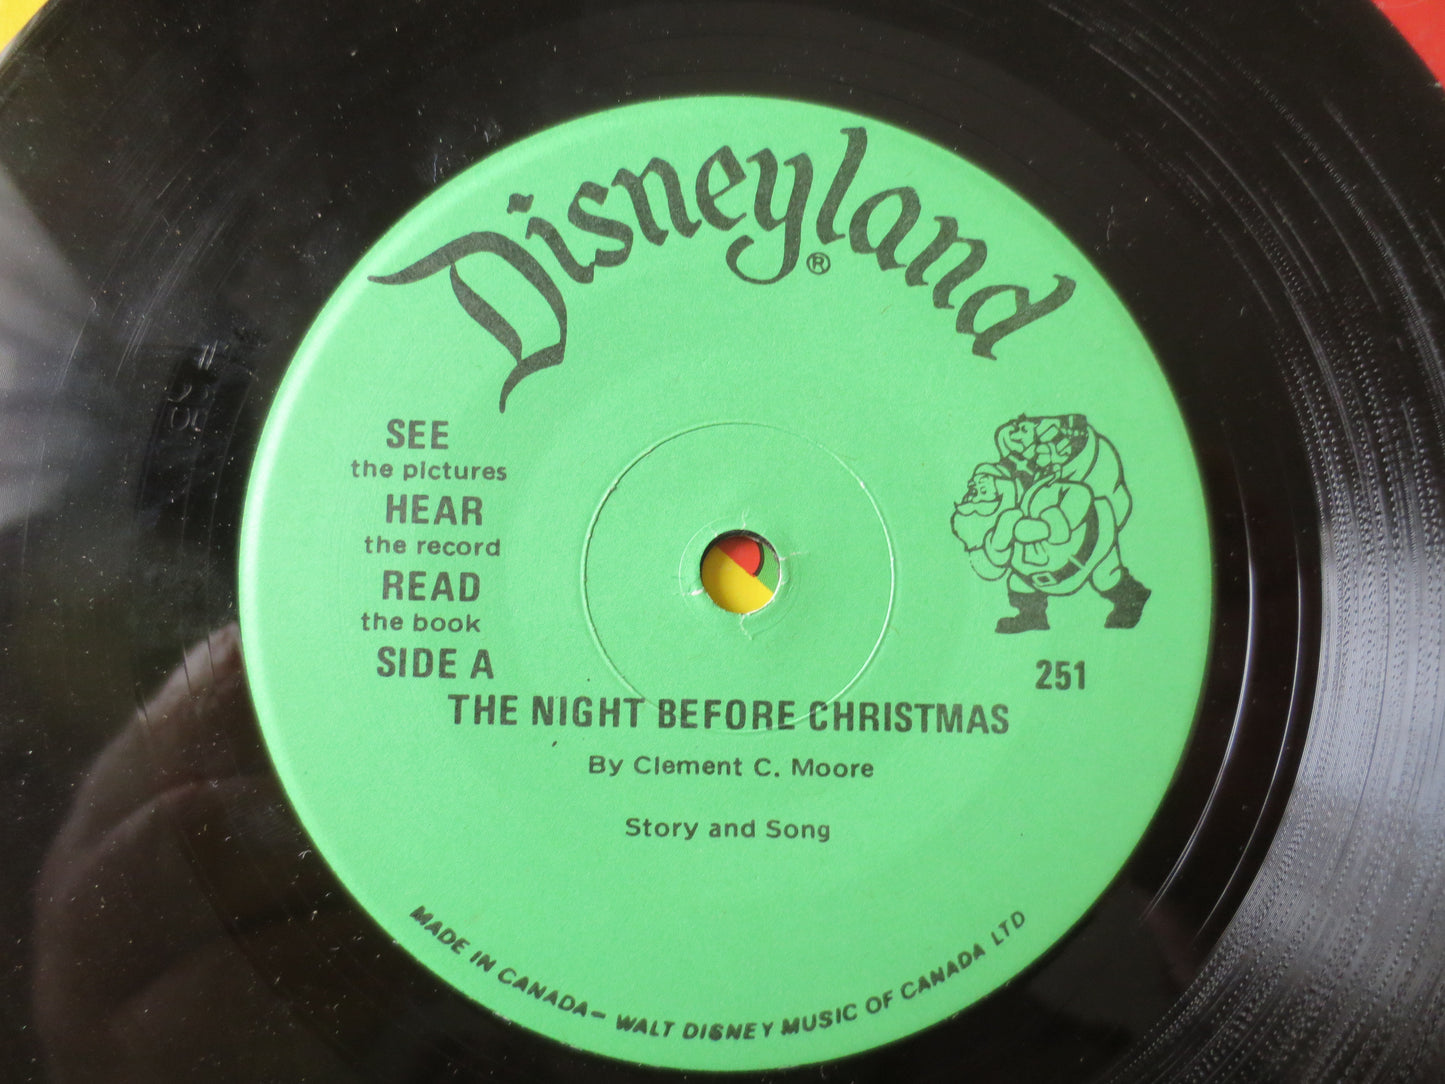 Disneyland
®
SEE
the pictures
HEAR
the record
READ
the book
SIDE A
251
THE NIGHT BEFORE CHRISTMAS
By Clement C. Moore
Story and Song
MADE IN CANADA— WALT DISNEY MUSIC OF CANADA LTD